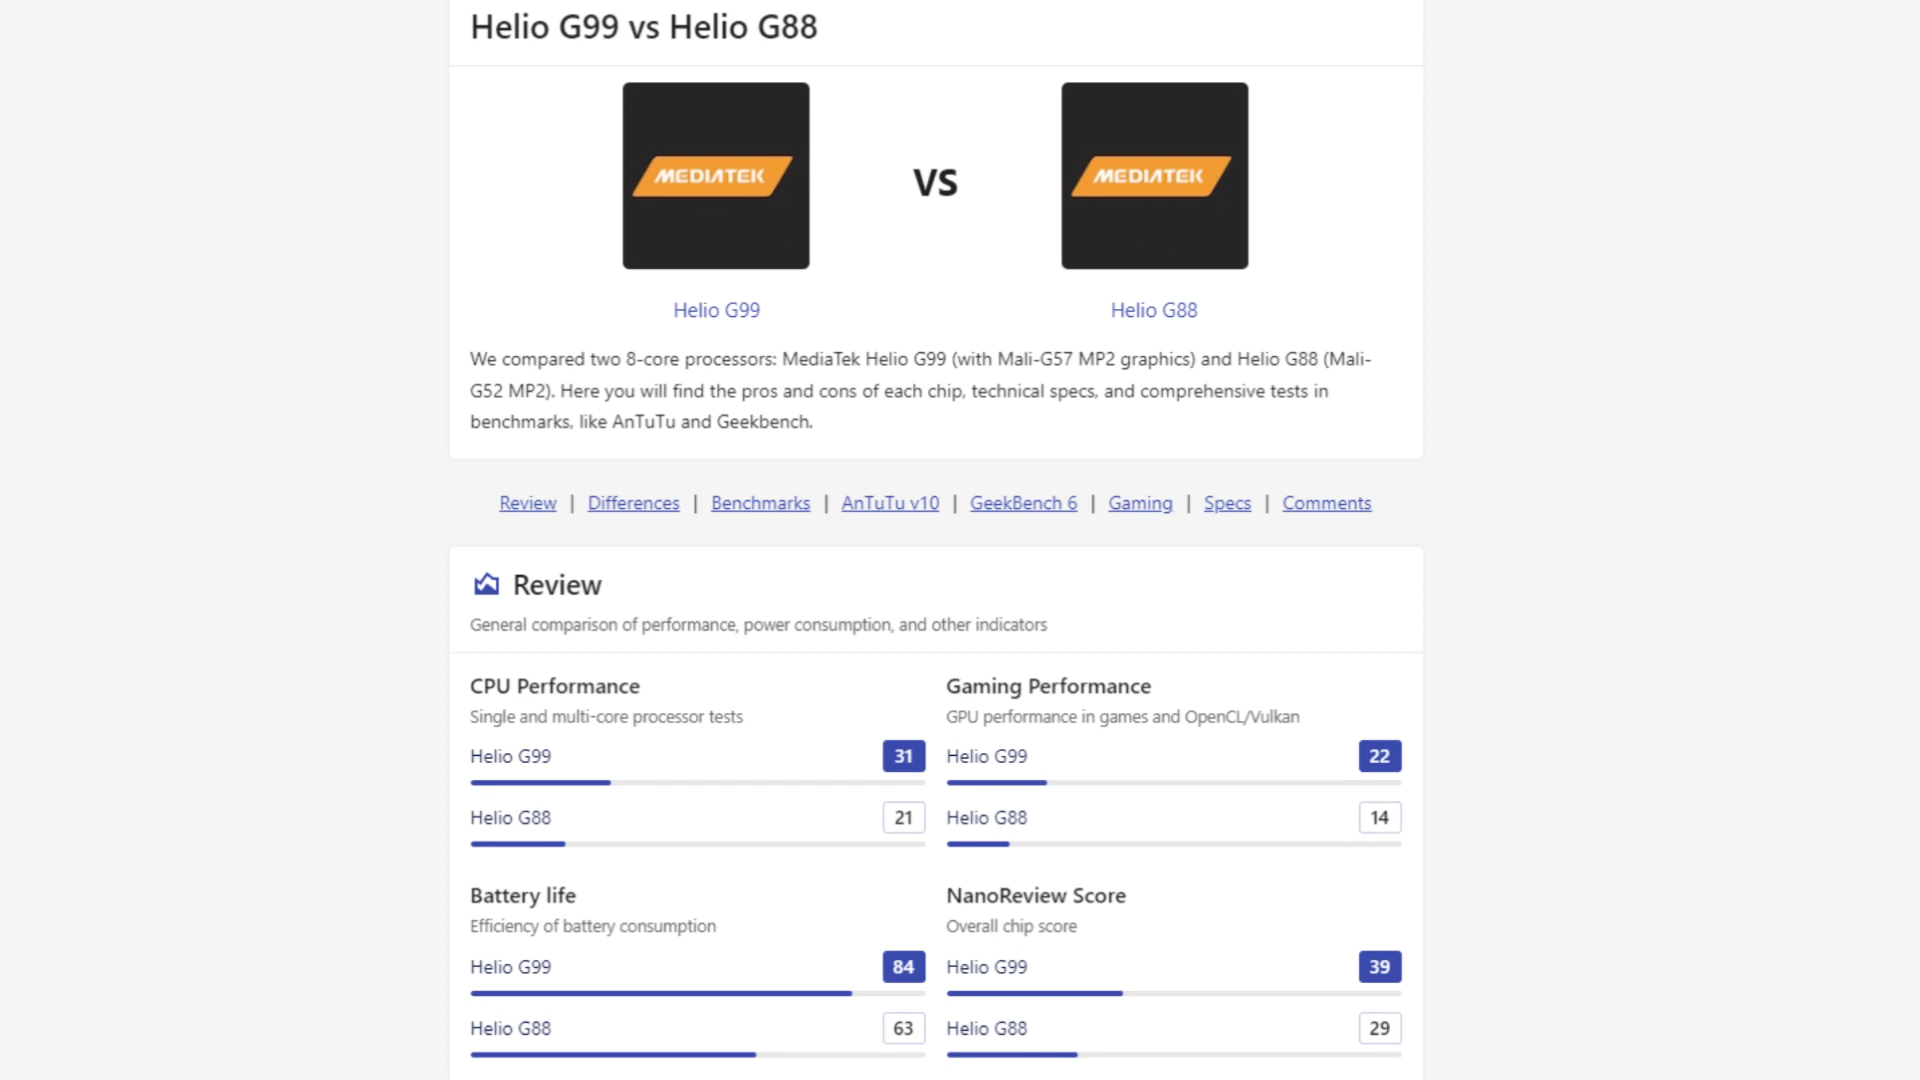 Helio G99 vs Helio G88
MEDIATEK
VS
MEDIATEK
Helio G99
Helio G88
We compared two 8-core processors: MediaTek Helio G99 (with Mali-G57 MP2 graphics) and Helio G88 (Mali-
G52 MP2). Here you will find the pros and cons of each chip, technical specs, and comprehensive tests in
benchmarks, like AnTuTu and Geekbench.
Review | Differences | Benchmarks | AnTuTu v10 | GeekBench 6 | Gaming | Specs | Comments
Review
General comparison of performance, power consumption, and other indicators
CPU Performance
Single and multi-core processor tests
Helio G99 31
Helio G88 21
Gaming Performance
GPU performance in games and OpenCL/Vulkan
Helio G99 22
Helio G88 14
Battery life
Efficiency of battery consumption
Helio G99 84
Helio G88 63
NanoReview Score
Overall chip score
Helio G99 39
Helio G88 29